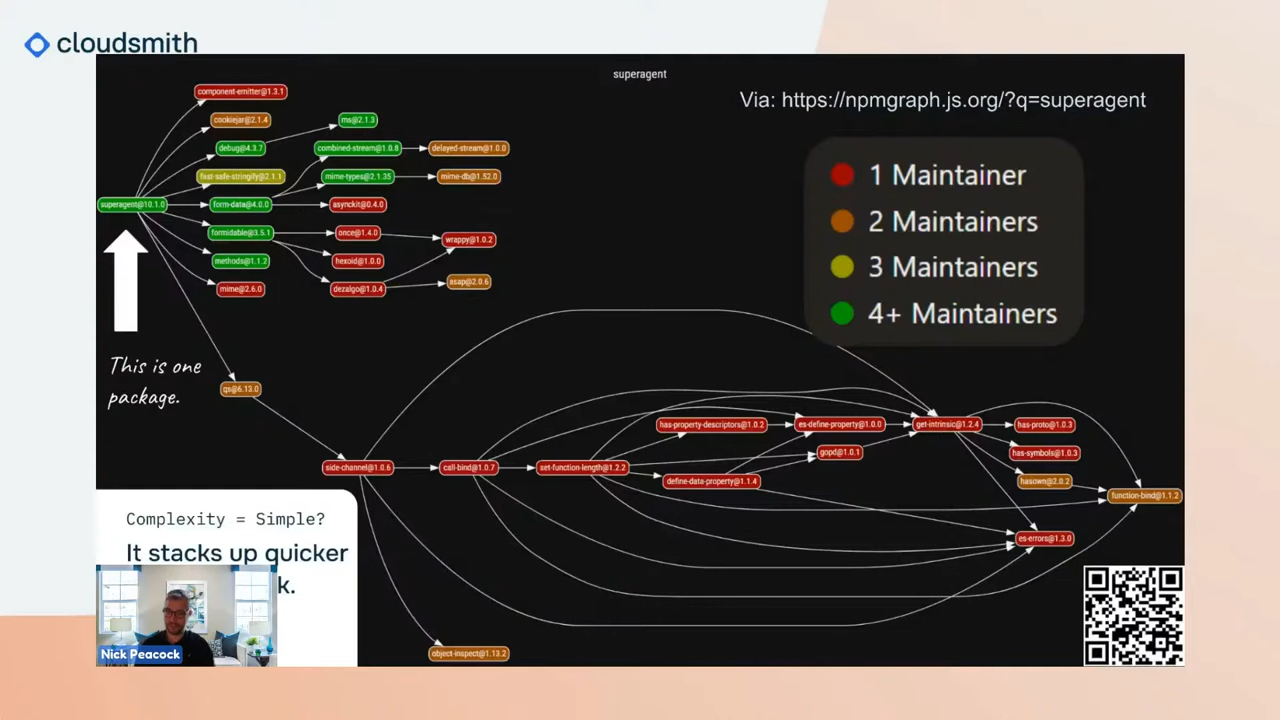 cloudsmith
superagent
Via: https://npmgraph.js.org/?q=superagent
component-emitter@1.3.1
cookiejar@2.1.4
ms@2.1.3
debug@4.3.7
combined-stream@1.0.8
delayed-stream@1.0.0
fast-safe-stringify@2.1.1
mime-types@2.1.35
mime-db@1.52.0
superagent@10.1.0
form-data@4.0.0
asynckit@0.4.0
formidable@3.5.1
once@1.4.0
wrappy@1.0.2
methods@1.1.2
hexoid@1.0.0
mime@2.6.0
dezalgo@1.0.4
asap@2.0.6
1 Maintainer
2 Maintainers
3 Maintainers
4+ Maintainers
This is one
package.
qs@6.13.0
has-property-descriptors@1.0.2
es-define-property@1.0.0
get-intrinsic@1.2.4
has-proto@1.0.3
gopd@1.0.1
has-symbols@1.0.3
side-channel@1.0.6
call-bind@1.0.7
set-function-length@1.2.2
define-data-property@1.1.4
hasown@2.0.2
function-bind@1.1.2
es-errors@1.3.0
object-inspect@1.13.2
Complexity = Simple?
It stacks up quicker
k.
Nick Peacock